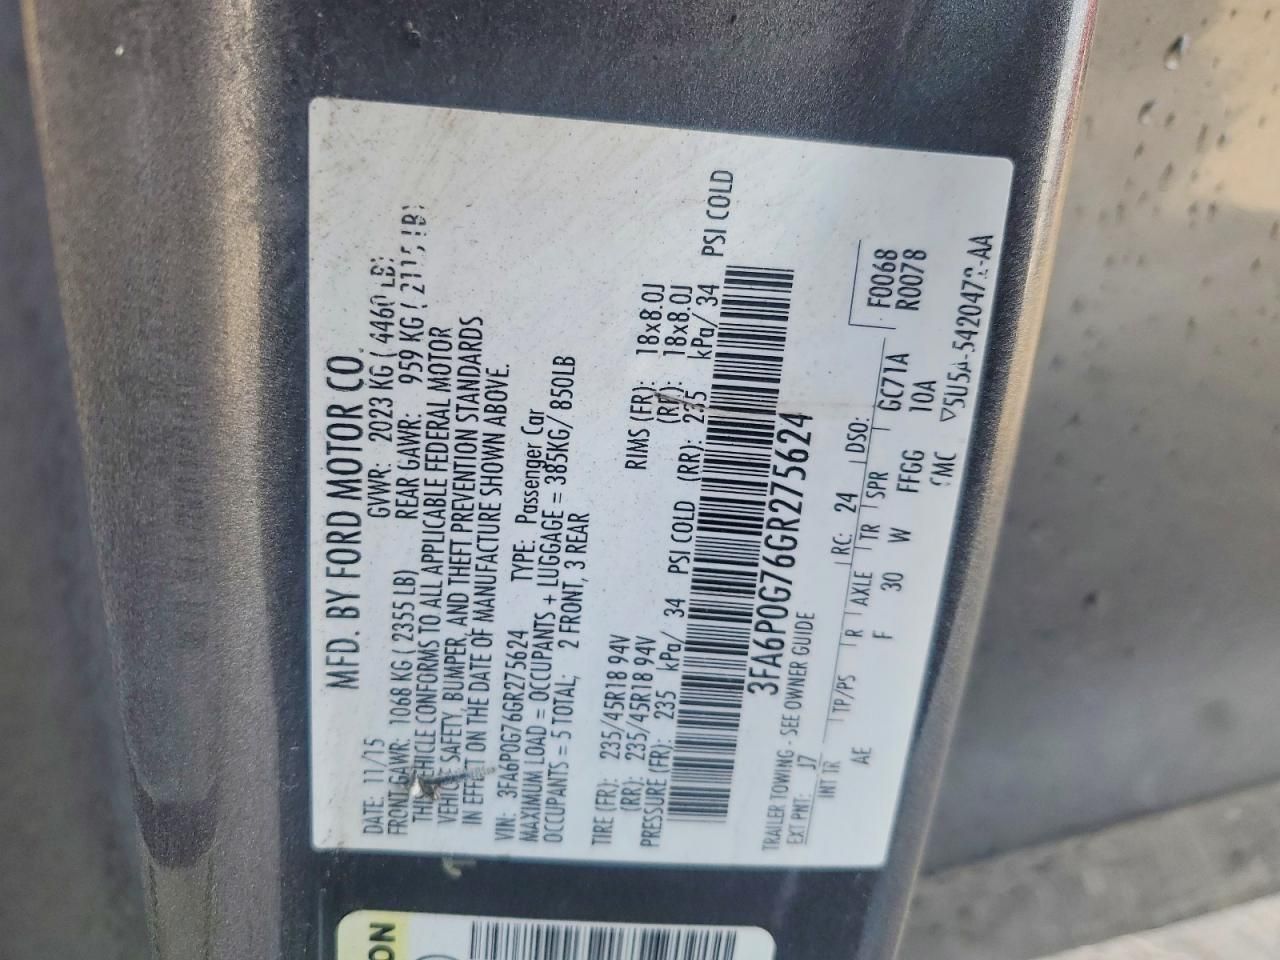 MFD. BY FORD MOTOR CO.
DATE: 11/15 GVWR: 2023 KG ( 4460 LB)
FRONT GAWR: 1068 KG ( 2355 LB) REAR GAWR: 959 KG ( 2115 LB)
THIS VEHICLE CONFORMS TO ALL APPLICABLE FEDERAL MOTOR
VEHICLE SAFETY, BUMPER, AND THEFT PREVENTION STANDARDS
IN EFFECT ON THE DATE OF MANUFACTURE SHOWN ABOVE.
VIN: 3FA6P0G76GR275624 TYPE: Passenger Car
MAXIMUM LOAD = OCCUPANTS + LUGGAGE = 385KG/ 850LB
OCCUPANTS = 5 TOTAL; 2 FRONT, 3 REAR
TIRE (FR): 235/45R18 94V RIMS (FR): 18x8.0J
(RR): 235/45R18 94V (RR): 18x8.0J
PRESSURE (FR): 235 kPa/ 34 PSI COLD (RR): 235 kPa/ 34 PSI COLD
3FA6P0G76GR275624
TRAILER TOWING - SEE OWNER GUIDE
EXT PNT: J7 RC: 24 DSO: F0068
INT TR TP/PS R AXLE TR SPR GC71A R0078
AE F 30 W FFGG 10A
CMC
ON